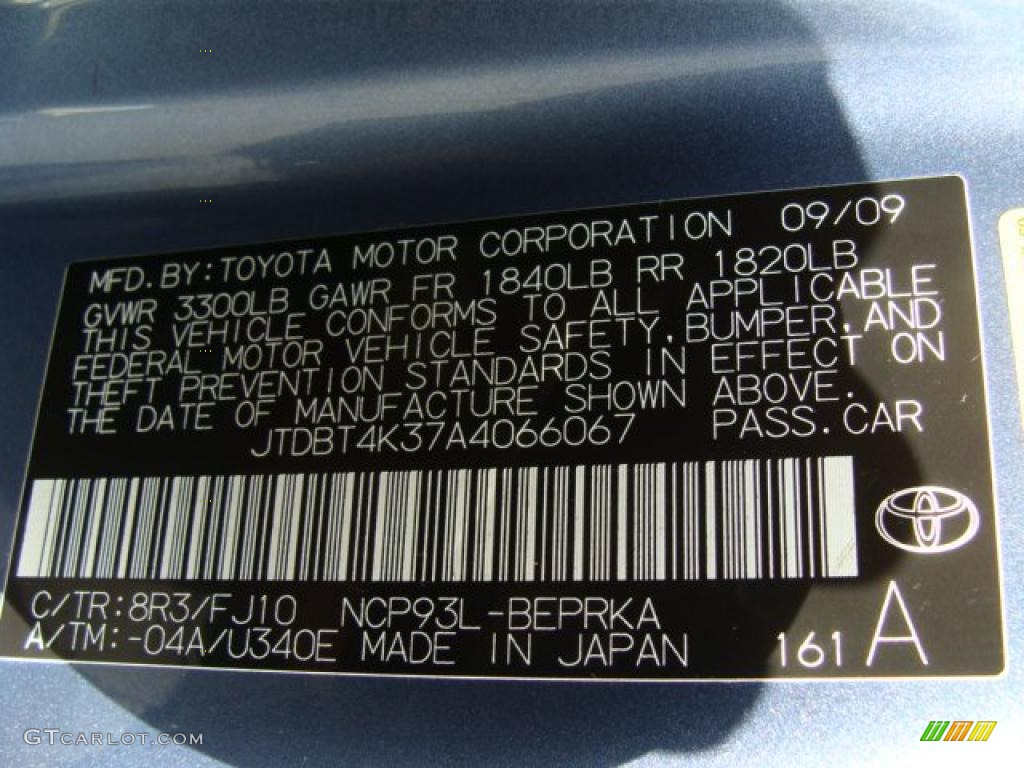 MFD.BY:TOYOTA MOTOR CORPORATION 09/09
GVWR 3300LB GAWR FR 1840LB RR 1820LB
THIS VEHICLE CONFORMS TO ALL APPLICABLE
FEDERAL MOTOR VEHICLE SAFETY,BUMPER,AND
THEFT PREVENTION STANDARDS IN EFFECT ON
THE DATE OF MANUFACTURE SHOWN ABOVE.
JTDBT4K37A4066067 PASS.CAR
C/TR:8R3/FJ10 NCP93L-BEPRKA
A/TM:-04A/U340E MADE IN JAPAN 161 A
GTCARLOT.COM